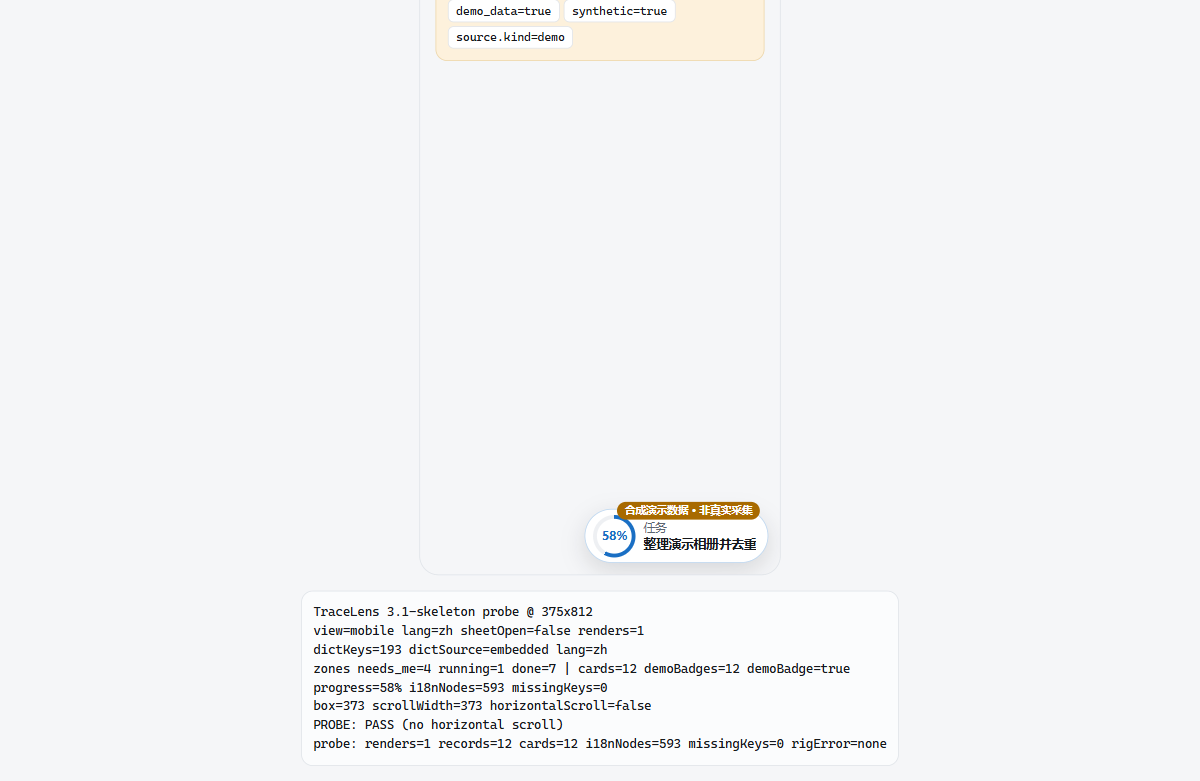 demo_data=true synthetic=true
source.kind=demo
合成演示数据·非真实采集
58%
任务
整理演示相册并去重
TraceLens 3.1-skeleton probe @ 375x812
view=mobile lang=zh sheetOpen=false renders=1
dictKeys=193 dictSource=embedded lang=zh
zones needs_me=4 running=1 done=7 | cards=12 demoBadges=12 demoBadge=true
progress=58% i18nNodes=593 missingKeys=0
box=373 scrollWidth=373 horizontalScroll=false
PROBE: PASS (no horizontal scroll)
probe: renders=1 records=12 cards=12 i18nNodes=593 missingKeys=0 rigError=none